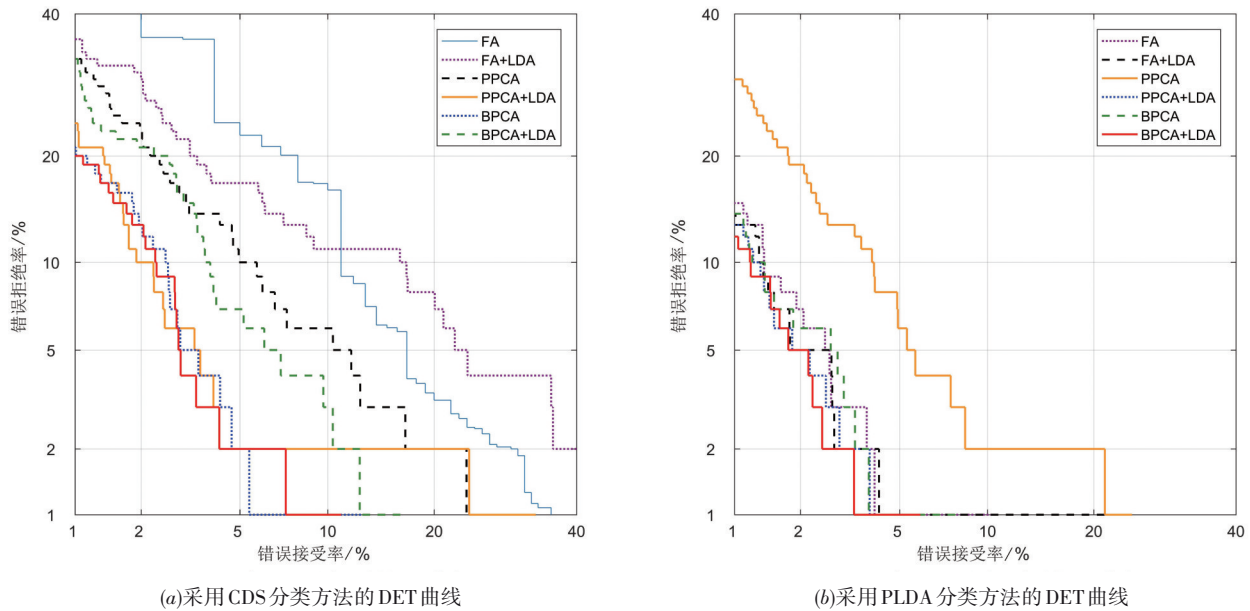 40
20
10
5
2
1
错误拒绝率/%
FA
FA+LDA
PPCA
PPCA+LDA
BPCA
BPCA+LDA
1 2 5 10 20 40
错误接受率/%
(a)采用CDS分类方法的DET曲线
40
20
10
5
2
1
错误拒绝率/%
FA
FA+LDA
PPCA
PPCA+LDA
BPCA
BPCA+LDA
1 2 5 10 20 40
错误接受率/%
(b)采用PLDA分类方法的DET曲线